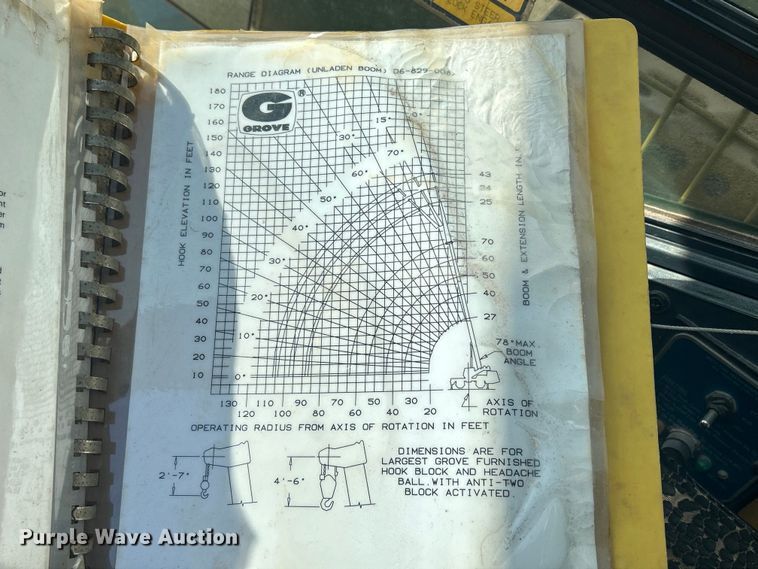 RANGE DIAGRAM (UNLADEN BOOM) D6-829-008
G ®
GROVE
180
170
160
150
140
130
120
110
100
90
80
70
60
50
40
30
20
10
HOOK ELEVATION IN FEET
0°
10°
20°
30°
40°
50°
60°
70°
30°
15°
0°
43
34
25
70
60
50
40
27
BOOM & EXTENSION LENGTH IN
78° MAX.
BOOM
ANGLE
AXIS OF
ROTATION
130 110 90 70 50 30
120 100 80 60 40 20
OPERATING RADIUS FROM AXIS OF ROTATION IN FEET
2'-7"
4'-6"
DIMENSIONS ARE FOR
LARGEST GROVE FURNISHED
HOOK BLOCK AND HEADACHE
BALL, WITH ANTI-TWO
BLOCK ACTIVATED.
Purple Wave Auction